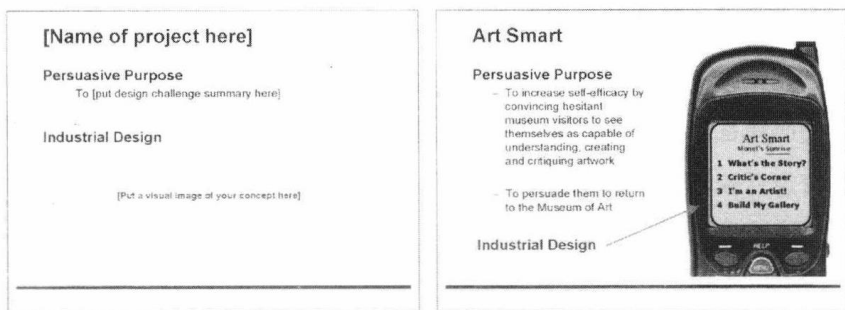 [Name of project here]
Persuasive Purpose
To [put design challenge summary here]
Industrial Design
[Put a visual image of your concept here]
Art Smart
Persuasive Purpose
– To increase self-efficacy by
convincing hesitant
museum visitors to see
themselves as capable of
understanding, creating
and critiquing artwork
– To persuade them to return
to the Museum of Art
Industrial Design
Art Smart
Monet's Sunrise
1 What's the Story?
2 Critic's Corner
3 I'm an Artist!
4 Build My Gallery
HELP
MENU